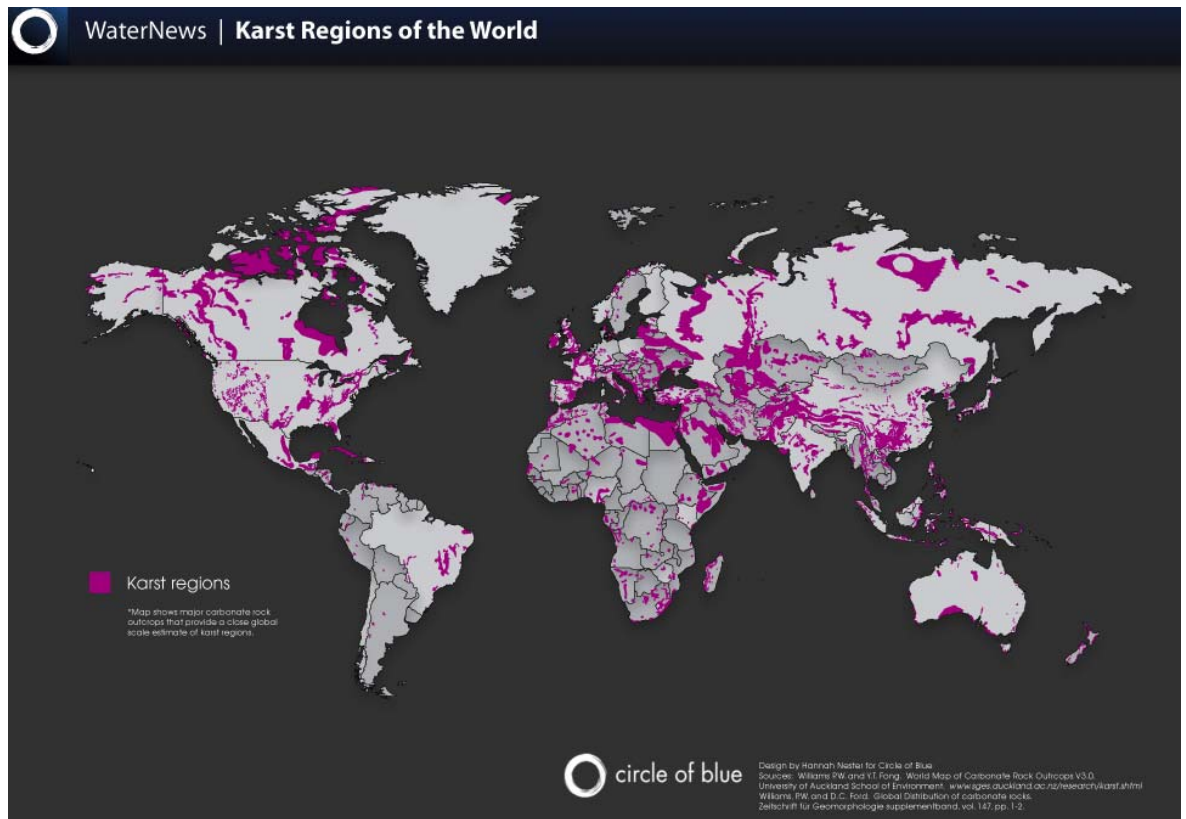 WaterNews | Karst Regions of the World
Karst regions
*Map shows major carbonate rock
outcrops that provide a close global
scale estimate of karst regions.
circle of blue
Design by Hannah Nester for Circle of Blue
Sources: Williams P.W. and Y.T. Fong. World Map of Carbonate Rock Outcrops V3.0.
University of Auckland School of Environment. www.sges.auckland.ac.nz/research/karst.shtml
Williams, P.W. and D.C. Ford. Global Distribution of carbonate rocks.
Zeitschrift für Geomorphologie supplementband, vol. 147, pp. 1-2.